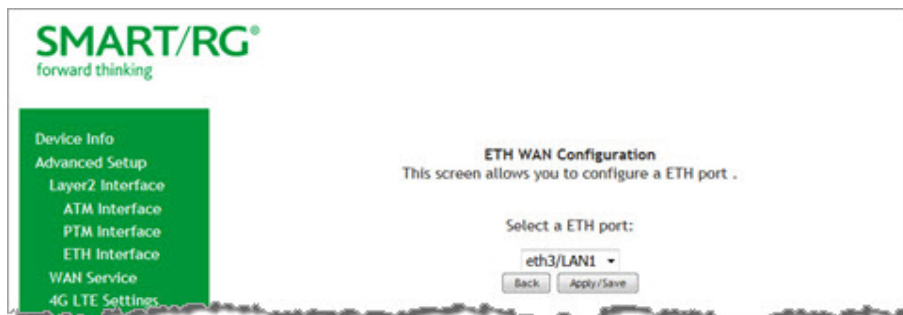 SMART/RG®
forward thinking
Device Info
Advanced Setup
Layer2 Interface
ATM Interface
PTM Interface
ETH Interface
WAN Service
4G LTE Settings
ETH WAN Configuration
This screen allows you to configure a ETH port .
Select a ETH port:
eth3/LAN1
Back
Apply/Save